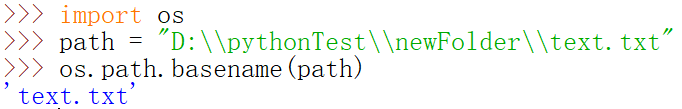 >>> import os
>>> path = "D:\\pythonTest\\newFolder\\text.txt"
>>> os.path.basename(path)
'text.txt'